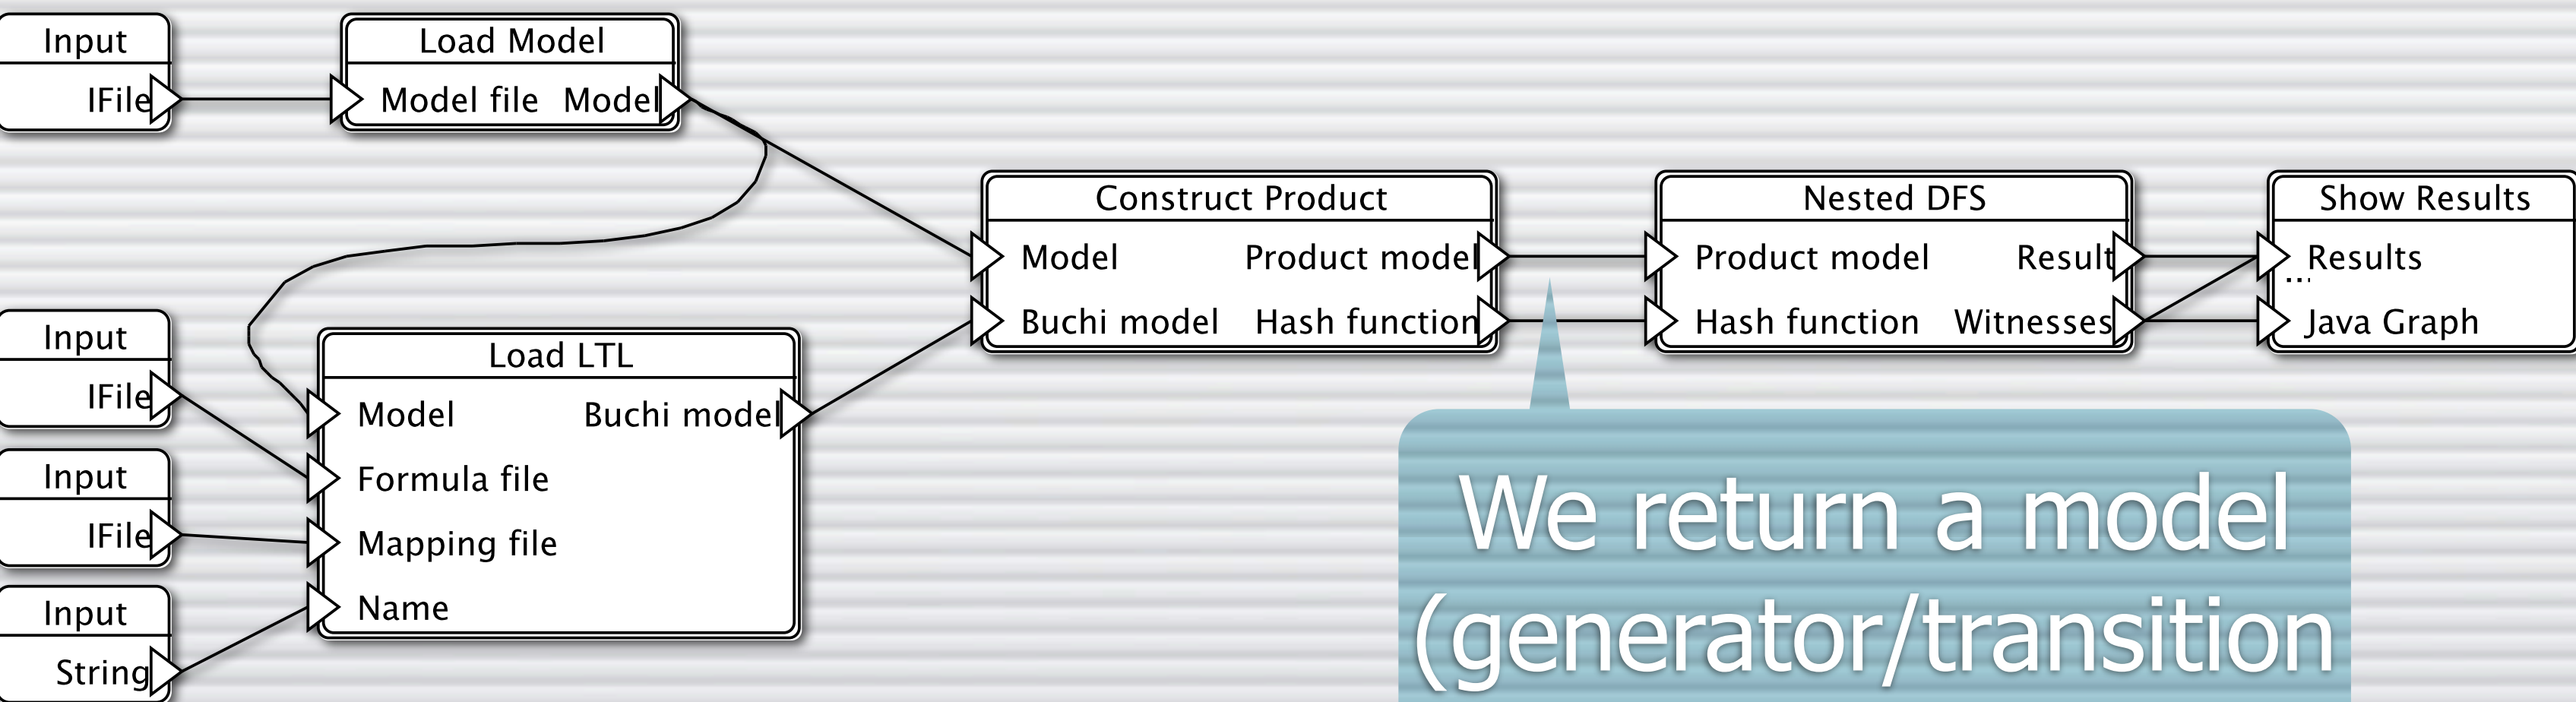 Input
IFile
Load Model
Model file Model
Input
IFile
Input
IFile
Input
String
Load LTL
Model Buchi model
Formula file
Mapping file
Name
Construct Product
Model Product model
Buchi model Hash function
Nested DFS
Product model Result
Hash function Witnesses
Show Results
Results
...
Java Graph
We return a model
(generator/transition